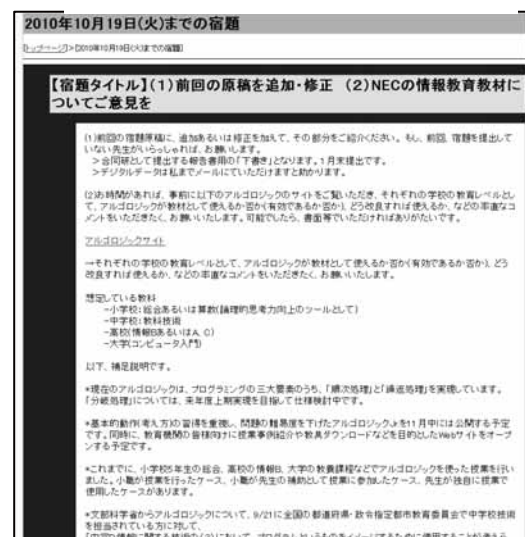 2010年10月19日(火)までの宿題
トップページ>[2010年10月19日(火)までの宿題]
【宿題タイトル】(1)前回の原稿を追加・修正 (2)NECの情報教育教材に
ついてご意見を
(1)前回の宿題原稿に、追加あるいは修正を加えて、その部分をご紹介ください。もし、前回、宿題を提出して
いない先生がいらっしゃれば、お願いします。
>合同研として提出する報告書用の「下書き」となります。1月末提出です。
>デジタルデータは私までメールにていただけますと助かります。
(2)お時間があれば、事前に以下のアルゴロジックのサイトをご覧いただき、それぞれの学校の教育レベルとし
て、アルゴロジックが教材として使えるか否か(有効であるか否か)、どう改良すれば使えるか、などの率直なコ
メントをいただきたく、お願いいたします。可能でしたら、書面等でいただければありがたいです。
アルゴロジックサイト
→それぞれの学校の教育レベルとして、アルゴロジックが教材として使えるか否か(有効であるか否か)、どう
改良すれば使えるか、などの率直なコメントをいただきたく、お願いいたします。
想定している教科
-小学校:総合あるいは算数(論理的思考力向上のツールとして)
-中学校:教科技術
-高校(情報BあるいはA、C)
-大学(コンピュータ入門)
以下、補足説明です。
*現在のアルゴロジックは、プログラミングの三大要素のうち、「順次処理」と「繰返処理」を実現しています。
「分岐処理」については、来年度上期実現を目指して仕様検討中です。
*基本的動作(考え方)の習得を重視し、問題の難易度を下げたアルゴロジックJrを11月中には公開する予定
です。同時に、教育機関の皆様向けに授業事例紹介や教具ダウンロードなどを目的としたWebサイトをオープ
ンする予定です。
*これまでに、小学校5年生の総合、高校の情報B、大学の教養課程などでアルゴロジックを使った授業を行い
ました。小職が授業を行ったケース、小職が先生の補助として授業に参加したケース、先生が独自に授業で
使用したケースがあります。
*文部科学省からアルゴロジックについて、9/21に全国の都道府県・政令指定都市教育委員会で中学校技術
を担当されている方に対して、